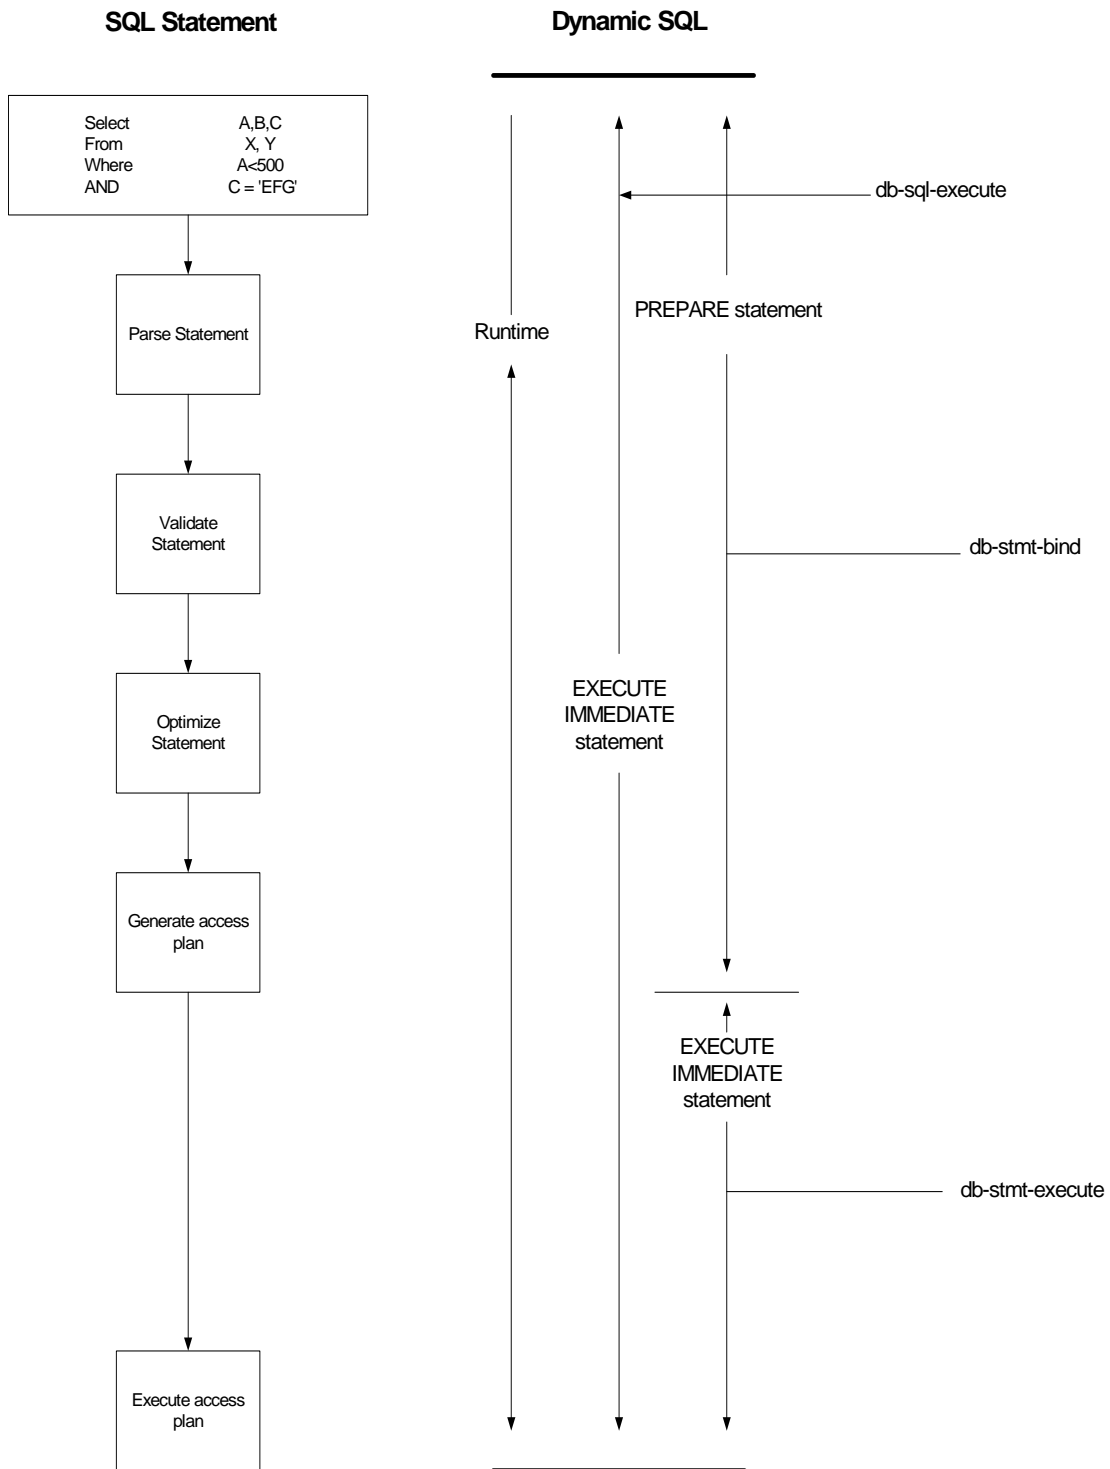 SQL Statement
Dynamic SQL
Select A,B,C
From X, Y
Where A<500
AND C = 'EFG'
db-sql-execute
Parse Statement
Runtime
PREPARE statement
Validate
Statement
db-stmt-bind
Optimize
Statement
EXECUTE
IMMEDIATE
statement
Generate access
plan
EXECUTE
IMMEDIATE
statement
db-stmt-execute
Execute access
plan